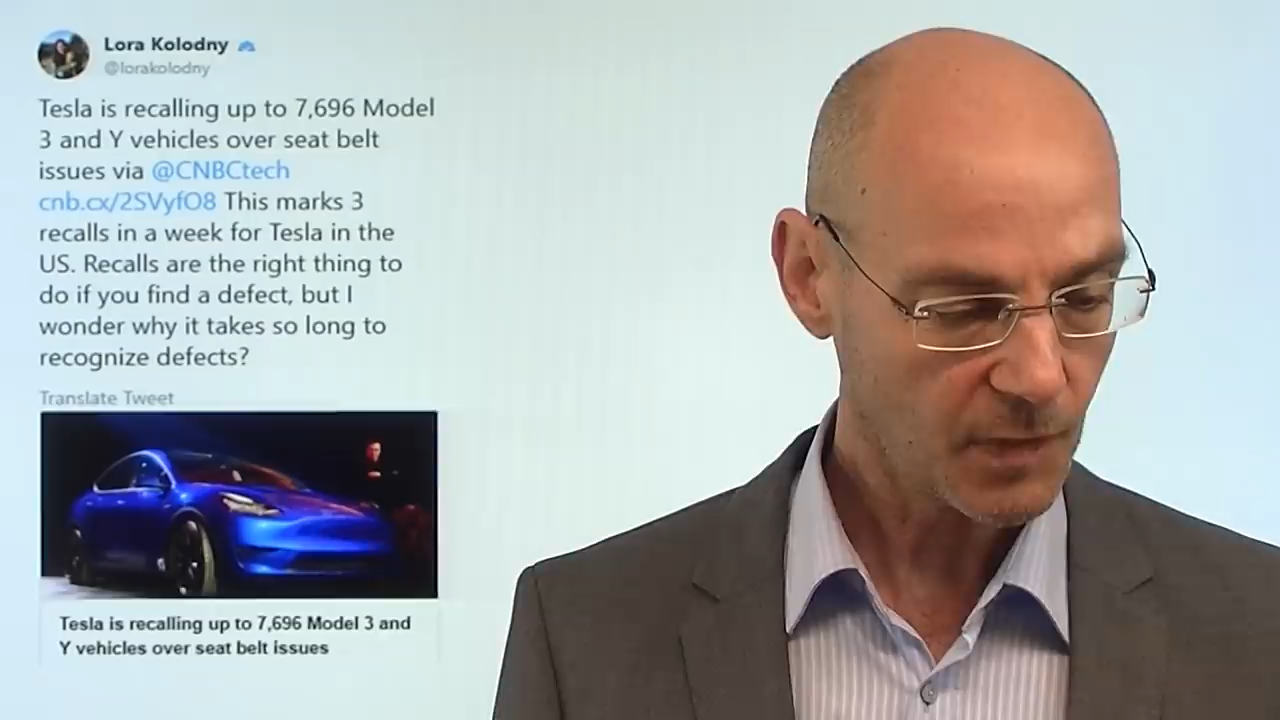 Lora Kolodny
@lorakolodny
Tesla is recalling up to 7,696 Model
3 and Y vehicles over seat belt
issues via @CNBCtech
cnb.cx/2SVyfO8 This marks 3
recalls in a week for Tesla in the
US. Recalls are the right thing to
do if you find a defect, but I
wonder why it takes so long to
recognize defects?
Translate Tweet
Tesla is recalling up to 7,696 Model 3 and
Y vehicles over seat belt issues